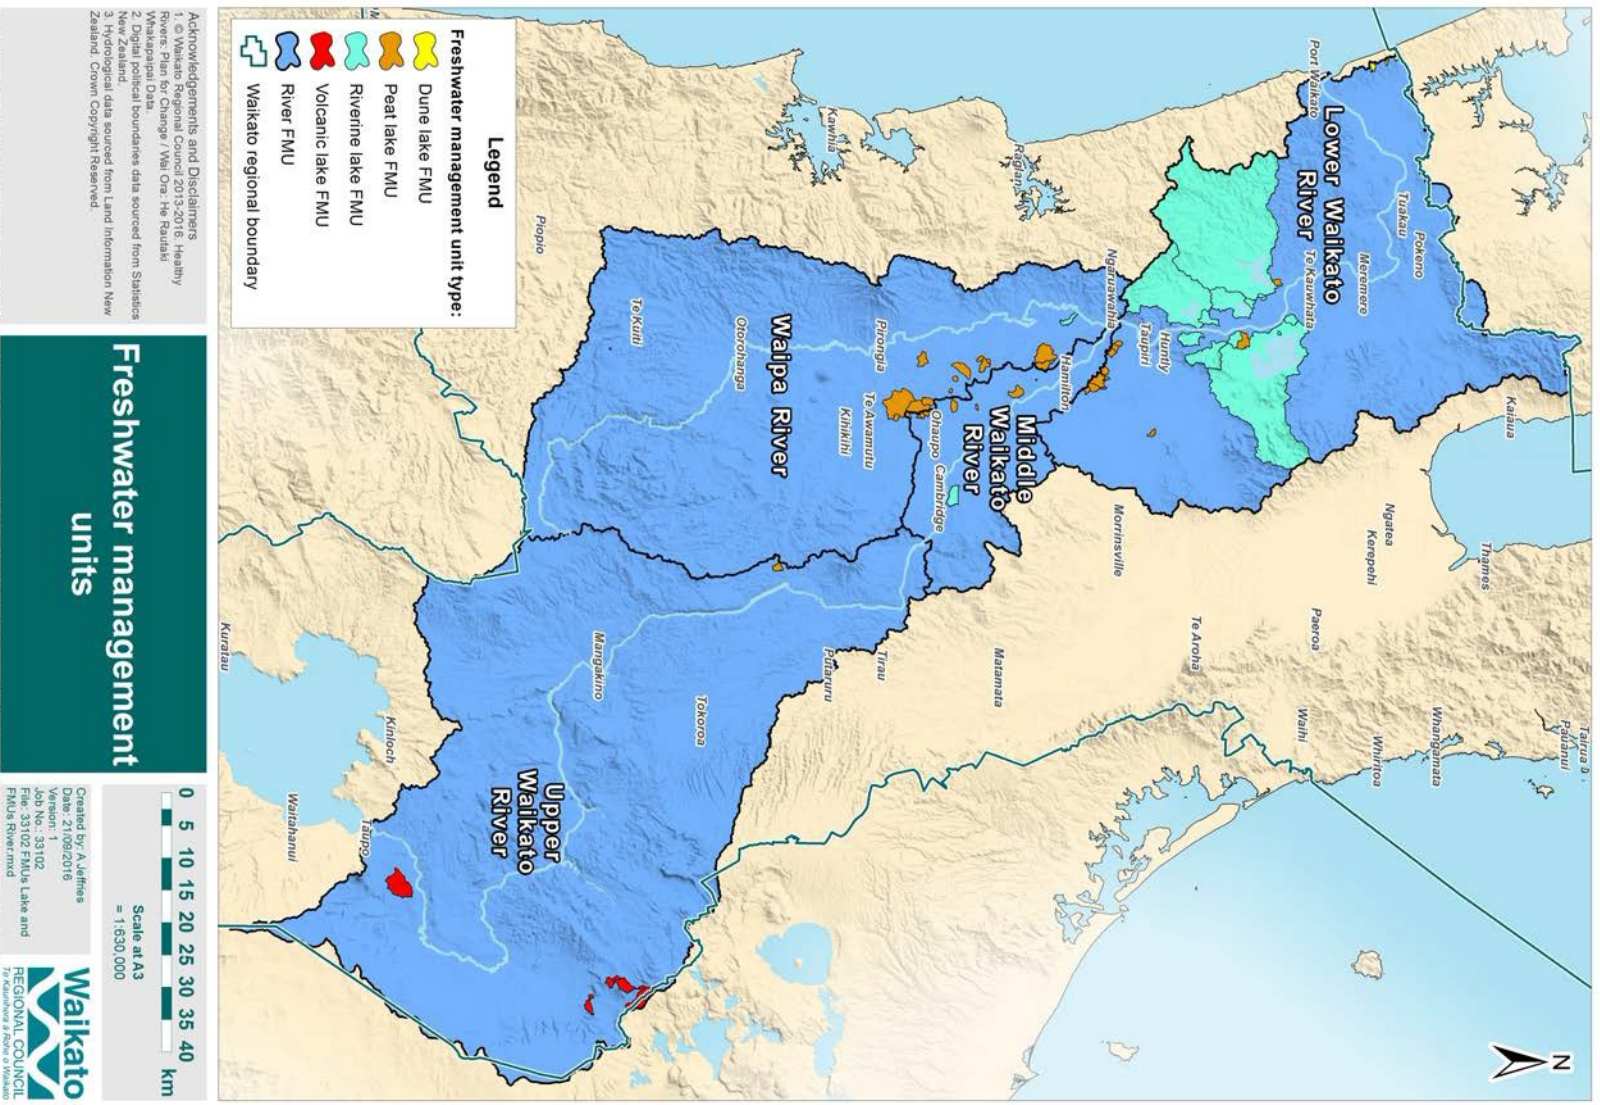 Port Waikato
Lower Waikato
River
Tuakau
Pokeno
Meremere
Te Kauwhata
Kaiaua
Thames
Tairua
Pauanui
Ngatea
Kerepehi
Whangamata
Whiritoa
Paeroa
Waihi
Te Aroha
Huntly
Taupiri
Ngaruawahia
Morrinsville
Hamilton
Raglan
Middle
Waikato
River
Matamata
Ohaupo
Cambridge
Kawhia
Pirongia
Te Awamutu
Kihikihi
Tirau
Putaruru
Waipa River
Otorohanga
Te Kuiti
Tokoroa
Mangakino
Piopio
Upper
Waikato
River
Kinloch
Taupo
Waitahanui
Kuratau
N
Legend
Freshwater management unit type:
Dune lake FMU
Peat lake FMU
Riverine lake FMU
Volcanic lake FMU
River FMU
Waikato regional boundary
Acknowledgements and Disclaimers
1. © Waikato Regional Council 2013-2016. Healthy
Rivers: Plan for Change / Wai Ora: He Rautaki
Whakapaipai Data.
2. Digital political boundaries data sourced from Statistics
New Zealand.
3. Hydrological data sourced from Land Information New
Zealand. Crown Copyright Reserved.
Freshwater management
units
0 5 10 15 20 25 30 35 40
km
Scale at A3
= 1:630,000
Created by: A Jeffries
Date: 21/09/2016
Version: 1
Job No.: 33102
File: 33102 FMUs Lake and
FMUs River.mxd
Waikato
REGIONAL COUNCIL
Te Kaunihera ā Rohe o Waikato